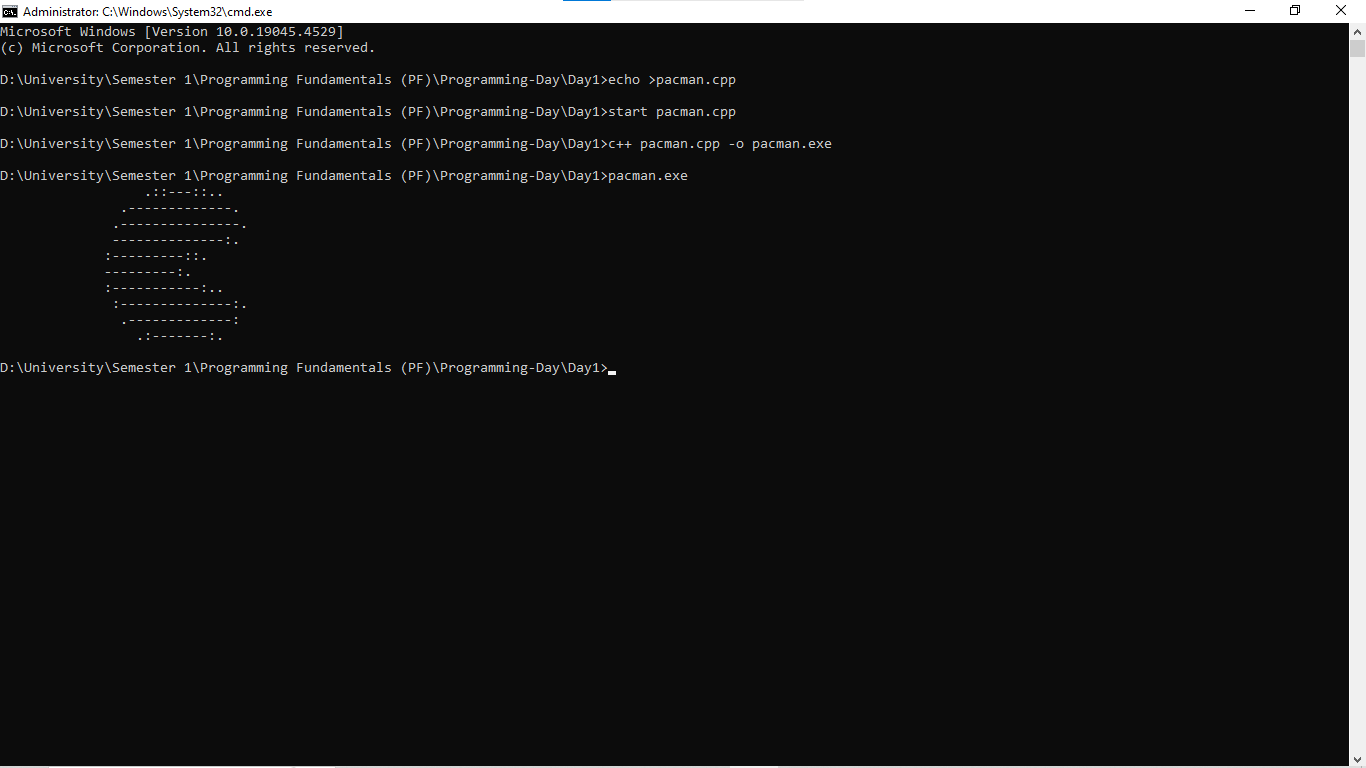 Administrator: C:\Windows\System32\cmd.exe
Microsoft Windows [Version 10.0.19045.4529]
(c) Microsoft Corporation. All rights reserved.
D:\University\Semester 1\Programming Fundamentals (PF)\Programming-Day\Day1>echo >pacman.cpp
D:\University\Semester 1\Programming Fundamentals (PF)\Programming-Day\Day1>start pacman.cpp
D:\University\Semester 1\Programming Fundamentals (PF)\Programming-Day\Day1>c++ pacman.cpp -o pacman.exe
D:\University\Semester 1\Programming Fundamentals (PF)\Programming-Day\Day1>pacman.exe
                  .::---::..
               .-------------.
              .---------------.
              --------------:.
             :---------::.
             ---------:.
             :-----------:..
              :--------------:.
               .-------------:
                 .:-------:.
D:\University\Semester 1\Programming Fundamentals (PF)\Programming-Day\Day1>